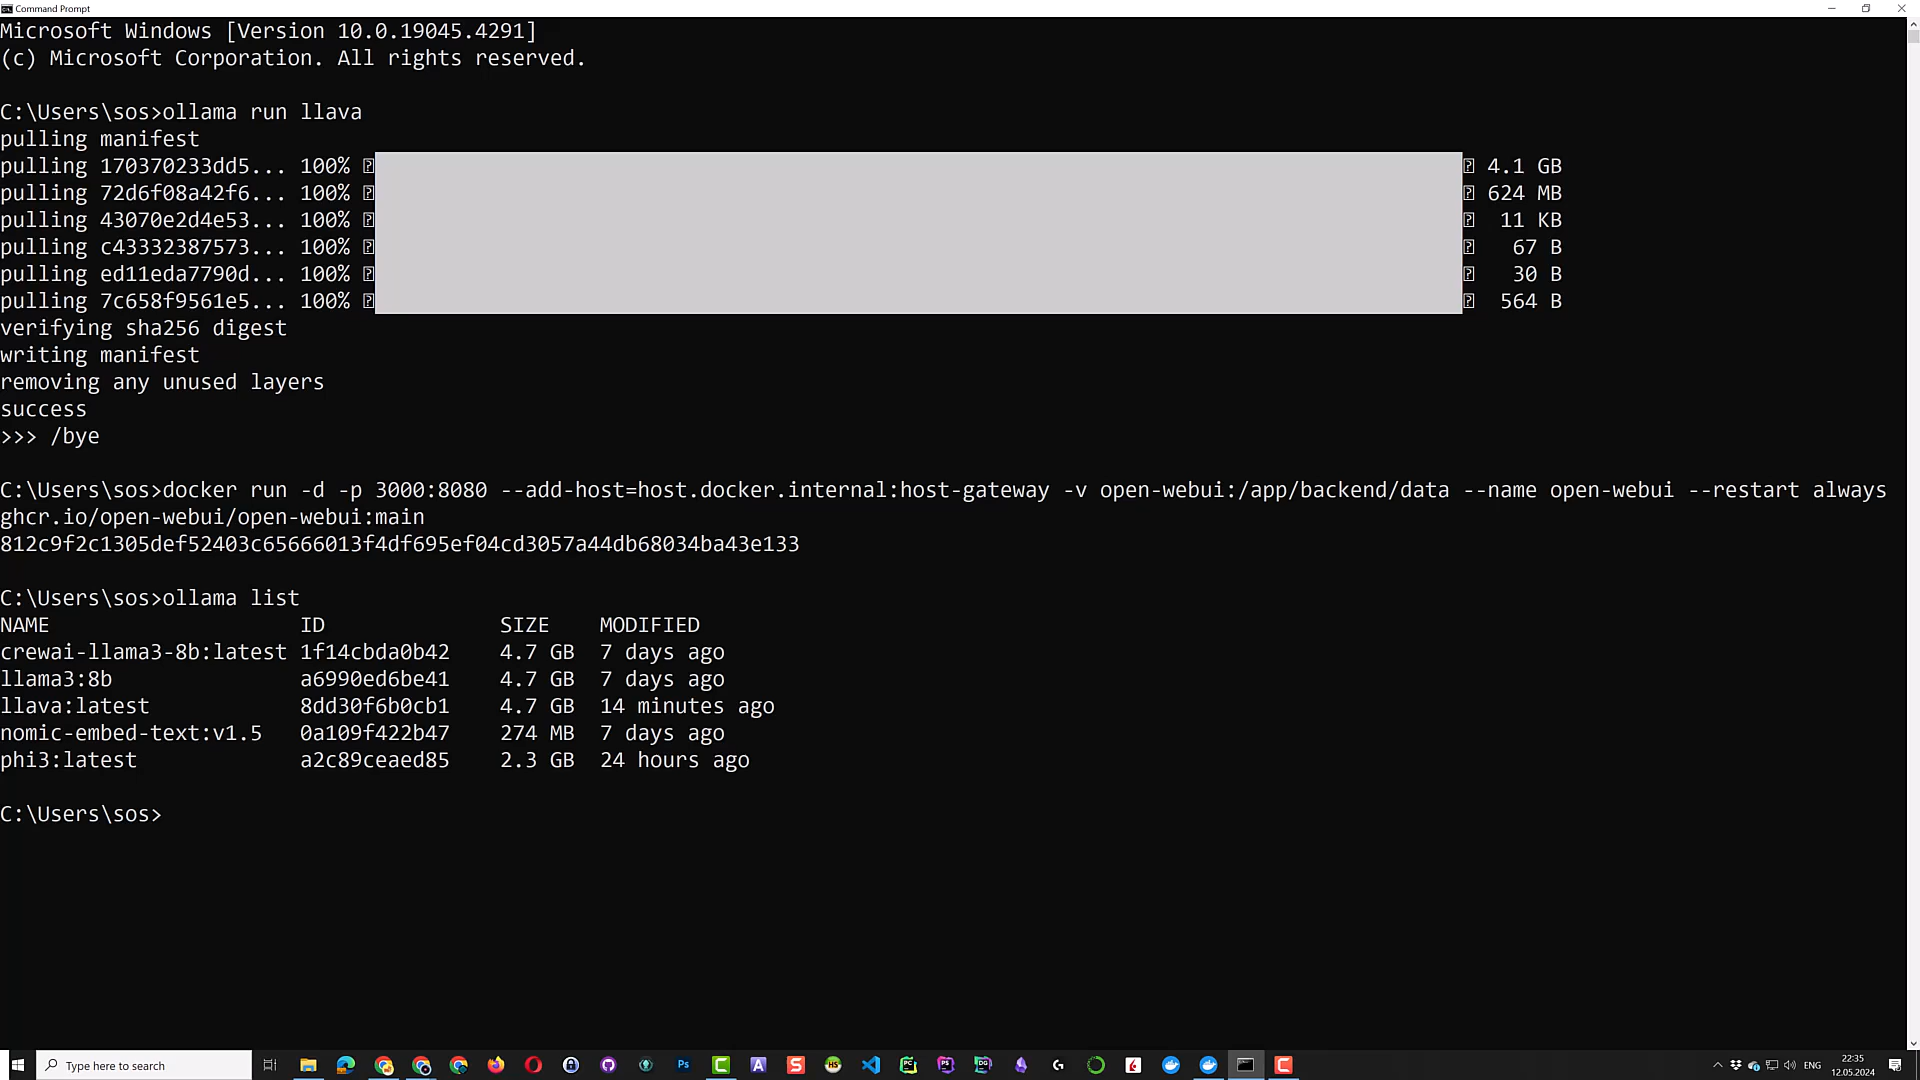 Command Prompt
Microsoft Windows [Version 10.0.19045.4291]
(c) Microsoft Corporation. All rights reserved.
C:\Users\sos>ollama run llava
pulling manifest
pulling 170370233dd5... 100% 4.1 GB
pulling 72d6f08a42f6... 100% 624 MB
pulling 43070e2d4e53... 100% 11 KB
pulling c43332387573... 100% 67 B
pulling ed11eda7790d... 100% 30 B
pulling 7c658f9561e5... 100% 564 B
verifying sha256 digest
writing manifest
removing any unused layers
success
>>> /bye
C:\Users\sos>docker run -d -p 3000:8080 --add-host=host.docker.internal:host-gateway -v open-webui:/app/backend/data --name open-webui --restart always
ghcr.io/open-webui/open-webui:main
812c9f2c1305def52403c65666013f4df695ef04cd3057a44db68034ba43e133
C:\Users\sos>ollama list
NAME ID SIZE MODIFIED
crewai-llama3-8b:latest 1f14cbda0b42 4.7 GB 7 days ago
llama3:8b a6990ed6be41 4.7 GB 7 days ago
llava:latest 8dd30f6b0cb1 4.7 GB 14 minutes ago
nomic-embed-text:v1.5 0a109f422b47 274 MB 7 days ago
phi3:latest a2c89ceaed85 2.3 GB 24 hours ago
C:\Users\sos>
Type here to search
ENG
22:35
12.05.2024